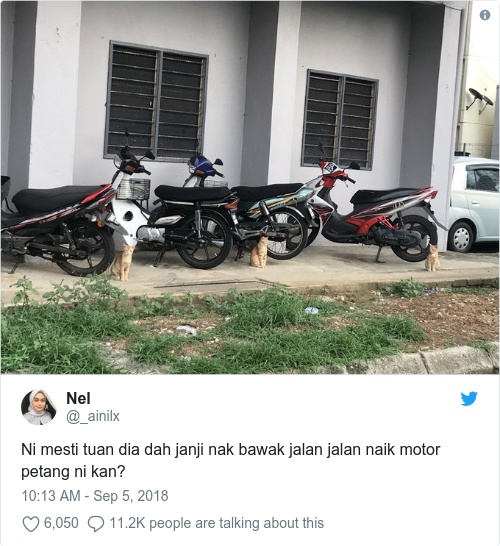 Nel
@_ainilx
Ni mesti tuan dia dah janji nak bawak jalan jalan naik motor
petang ni kan?
10:13 AM - Sep 5, 2018
6,050 11.2K people are talking about this